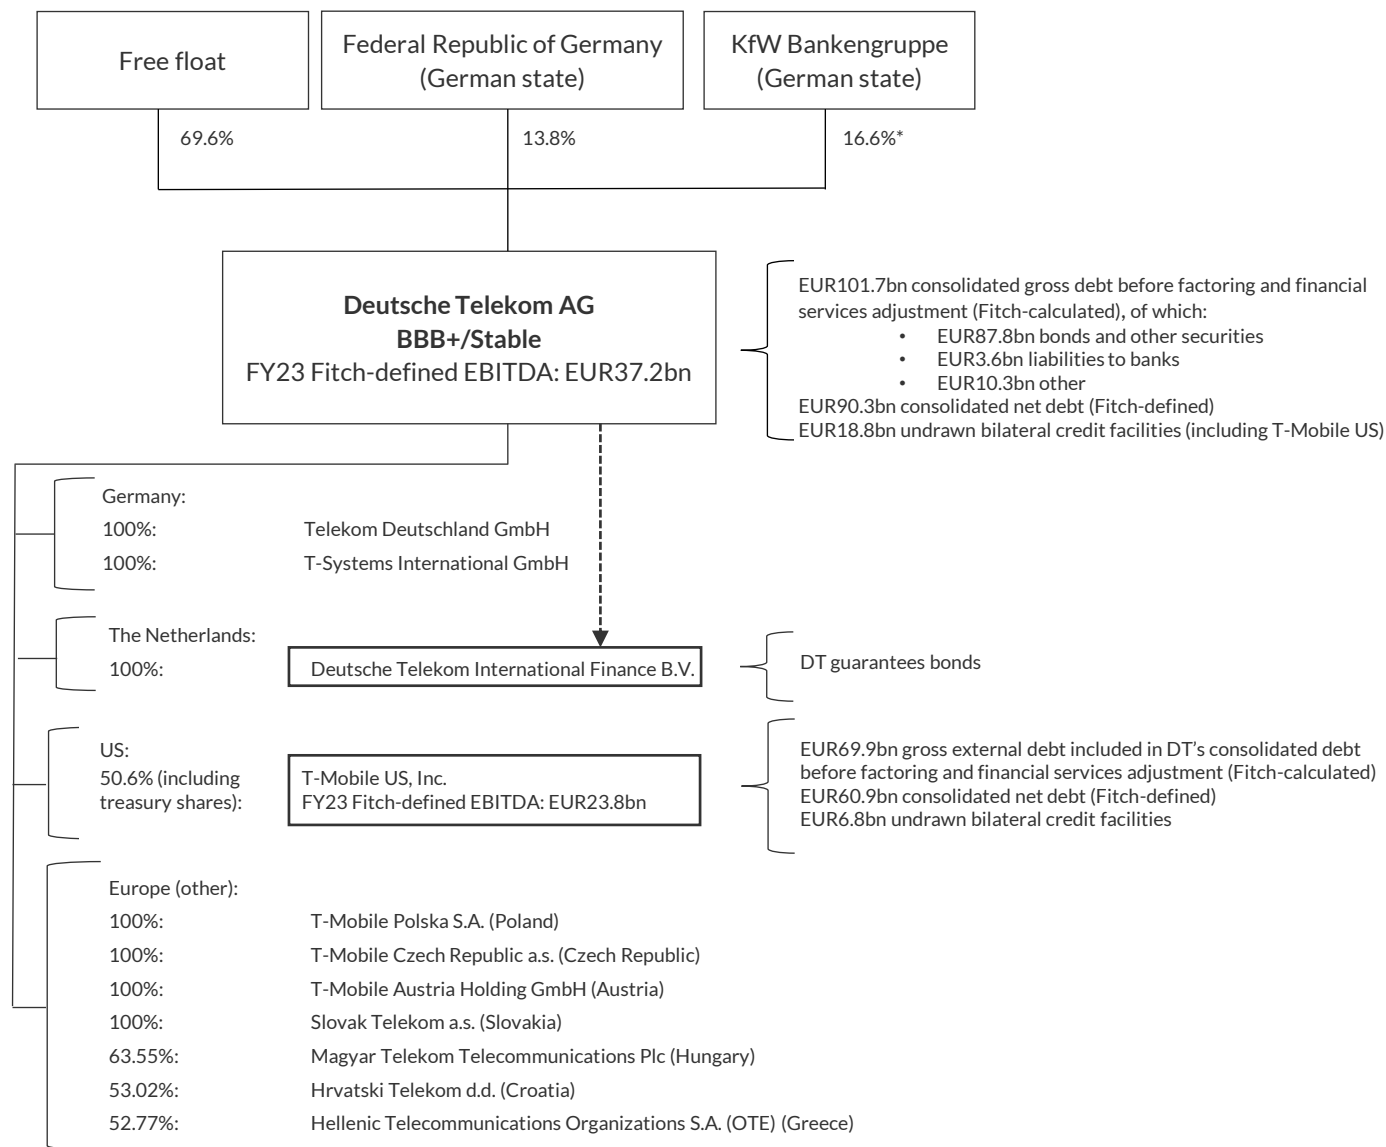 Free float
Federal Republic of Germany
(German state)
KfW Bankengruppe
(German state)
69.6%
13.8%
16.6%*
Deutsche Telekom AG
BBB+/Stable
FY23 Fitch-defined EBITDA: EUR37.2bn
EUR101.7bn consolidated gross debt before factoring and financial
services adjustment (Fitch-calculated), of which:
• EUR87.8bn bonds and other securities
• EUR3.6bn liabilities to banks
• EUR10.3bn other
EUR90.3bn consolidated net debt (Fitch-defined)
EUR18.8bn undrawn bilateral credit facilities (including T-Mobile US)
Germany:
100%: Telekom Deutschland GmbH
100%: T-Systems International GmbH
The Netherlands:
100%: Deutsche Telekom International Finance B.V.
DT guarantees bonds
US:
50.6% (including
treasury shares):
T-Mobile US, Inc.
FY23 Fitch-defined EBITDA: EUR23.8bn
EUR69.9bn gross external debt included in DT's consolidated debt
before factoring and financial services adjustment (Fitch-calculated)
EUR60.9bn consolidated net debt (Fitch-defined)
EUR6.8bn undrawn bilateral credit facilities
Europe (other):
100%: T-Mobile Polska S.A. (Poland)
100%: T-Mobile Czech Republic a.s. (Czech Republic)
100%: T-Mobile Austria Holding GmbH (Austria)
100%: Slovak Telekom a.s. (Slovakia)
63.55%: Magyar Telekom Telecommunications Plc (Hungary)
53.02%: Hrvatski Telekom d.d. (Croatia)
52.77%: Hellenic Telecommunications Organizations S.A. (OTE) (Greece)